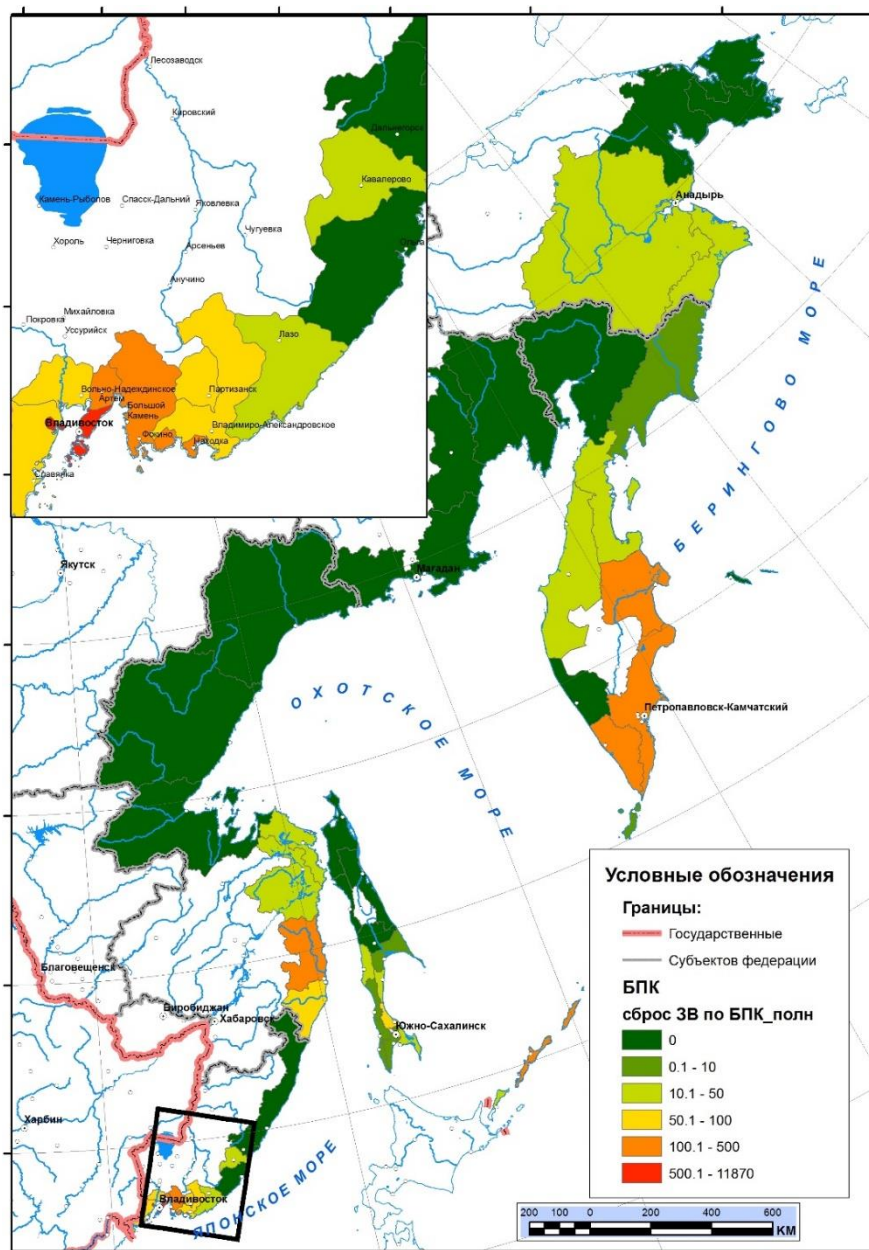 Лесозаводск
Кировский
Дальнегорск
Кавалерово
Камень-Рыболов
Спасск-Дальний
Яковлевка
Чугуевка
Хороль
Черниговка
Арсеньев
Ольга
Анучино
Покровка
Михайловка
Уссурийск
Лазо
Вольно-Надеждинское
Артем
Партизанск
Большой
Камень
Владивосток
Владимиро-Александровское
Фокино
Находка
Славянка
Анадырь
БЕРИНГОВО МОРЕ
Якутск
Магадан
ОХОТСКОЕ МОРЕ
Петропавловск-Камчатский
Благовещенск
Биробиджан
Хабаровск
Южно-Сахалинск
Харбин
Владивосток
ЯПОНСКОЕ МОРЕ
Условные обозначения
Границы:
Государственные
Субъектов федерации
БПК
сброс ЗВ по БПК_полн
0
0.1 - 10
10.1 - 50
50.1 - 100
100.1 - 500
500.1 - 11870
200 100 0 200 400 600
KM